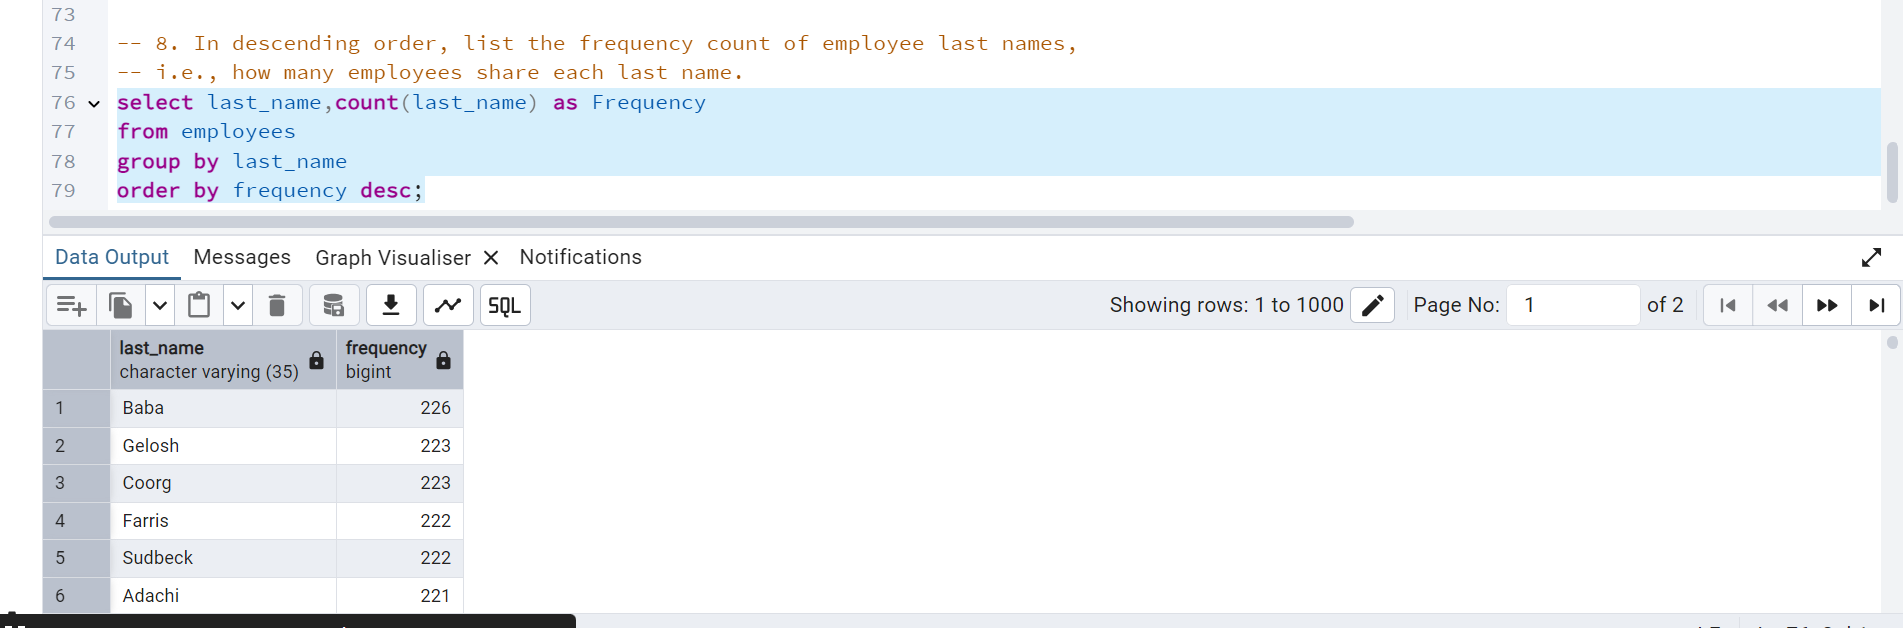 73
74 -- 8. In descending order, list the frequency count of employee last names,
75 -- i.e., how many employees share each last name.
76 select last_name,count(last_name) as Frequency
77 from employees
78 group by last_name
79 order by frequency desc;
Data Output Messages Graph Visualiser Notifications
SQL Showing rows: 1 to 1000 Page No: 1 of 2
last_name frequency
character varying (35) bigint
1 Baba 226
2 Gelosh 223
3 Coorg 223
4 Farris 222
5 Sudbeck 222
6 Adachi 221